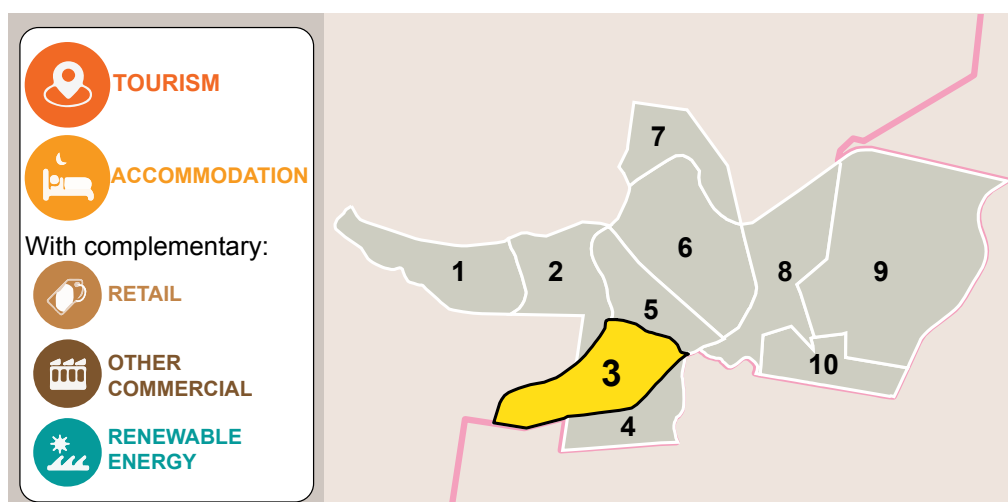 TOURISM
ACCOMMODATION
With complementary:
RETAIL
OTHER
COMMERCIAL
RENEWABLE
ENERGY
7
6
1
2
8
9
5
3
10
4